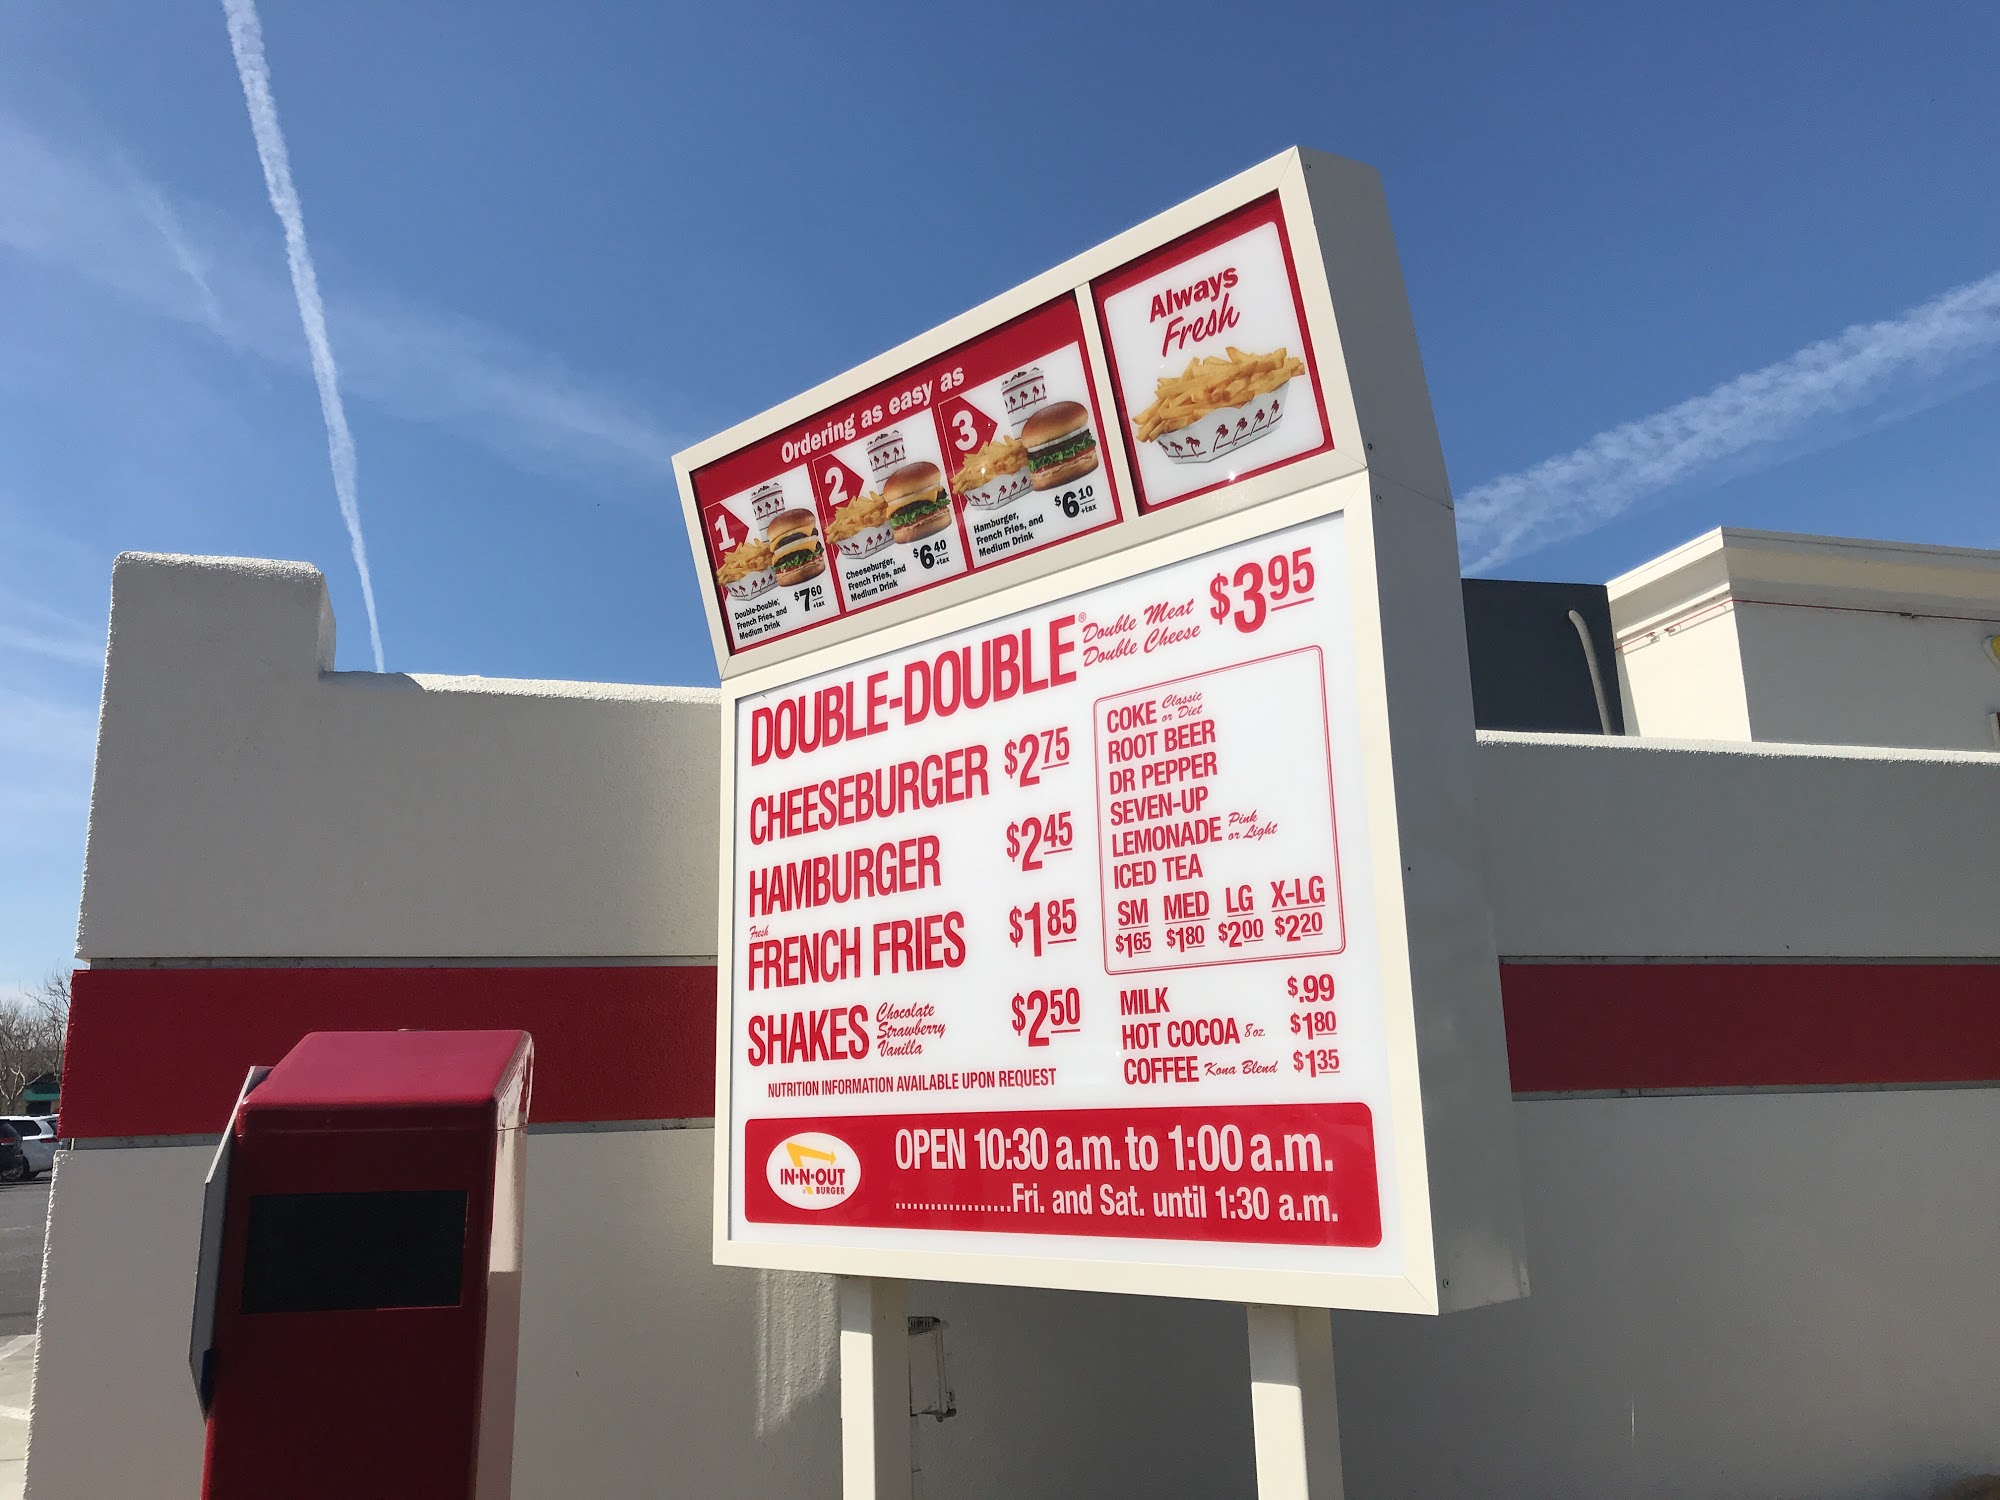 Always
Fresh
Ordering as easy as
1
Double-Double,
French Fries, and
Medium Drink
$7 60
+tax
2
Cheeseburger,
French Fries, and
Medium Drink
$6 40
+tax
3
Hamburger,
French Fries, and
Medium Drink
$6 10
+tax
DOUBLE-DOUBLE® Double Meat
Double Cheese
$3 95
CHEESEBURGER $2 75
HAMBURGER $2 45
Fresh
FRENCH FRIES $1 85
SHAKES Chocolate
Strawberry
Vanilla
$2 50
NUTRITION INFORMATION AVAILABLE UPON REQUEST
COKE Classic
or Diet
ROOT BEER
DR PEPPER
SEVEN-UP
LEMONADE Pink
or Light
ICED TEA
SM MED LG X-LG
$1 65 $1 80 $2 00 $2 20
MILK $.99
HOT COCOA 8 oz. $1 80
COFFEE Kona Blend $1 35
IN-N-OUT
BURGER
OPEN 10:30 a.m. to 1:00 a.m.
...................Fri. and Sat. until 1:30 a.m.